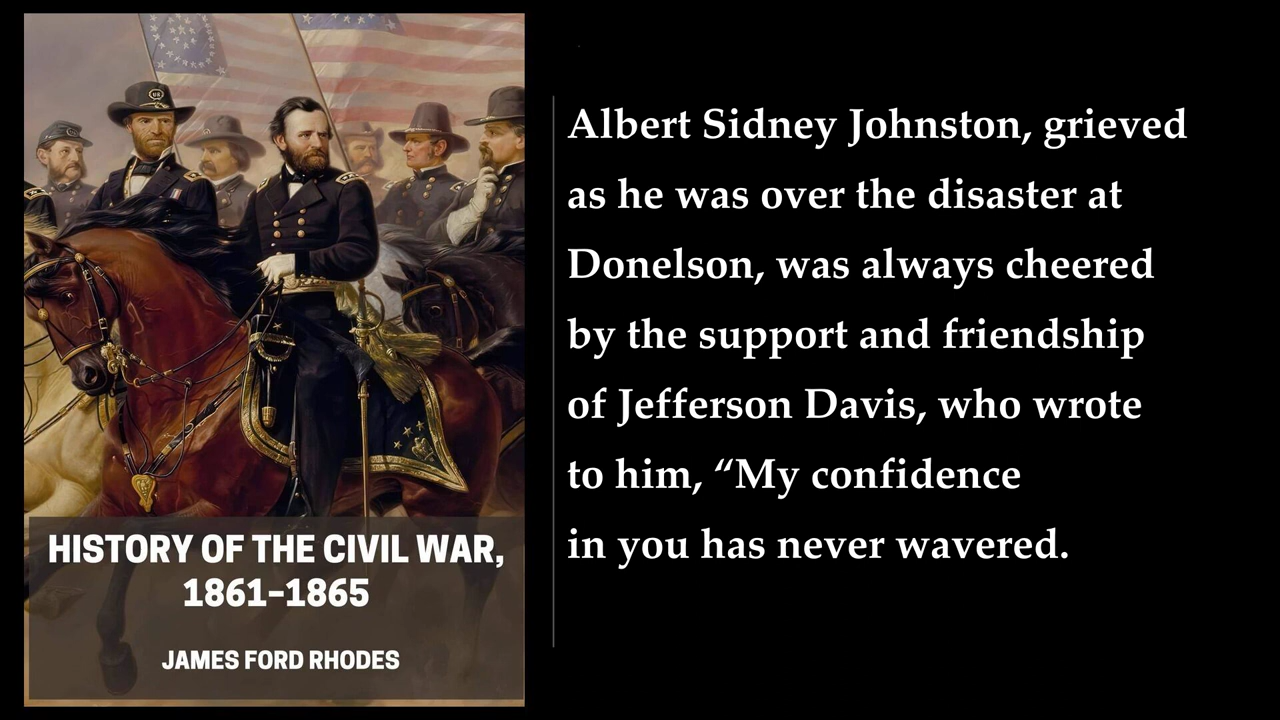 HISTORY OF THE CIVIL WAR,
1861–1865
JAMES FORD RHODES
Albert Sidney Johnston, grieved
as he was over the disaster at
Donelson, was always cheered
by the support and friendship
of Jefferson Davis, who wrote
to him, “My confidence
in you has never wavered.